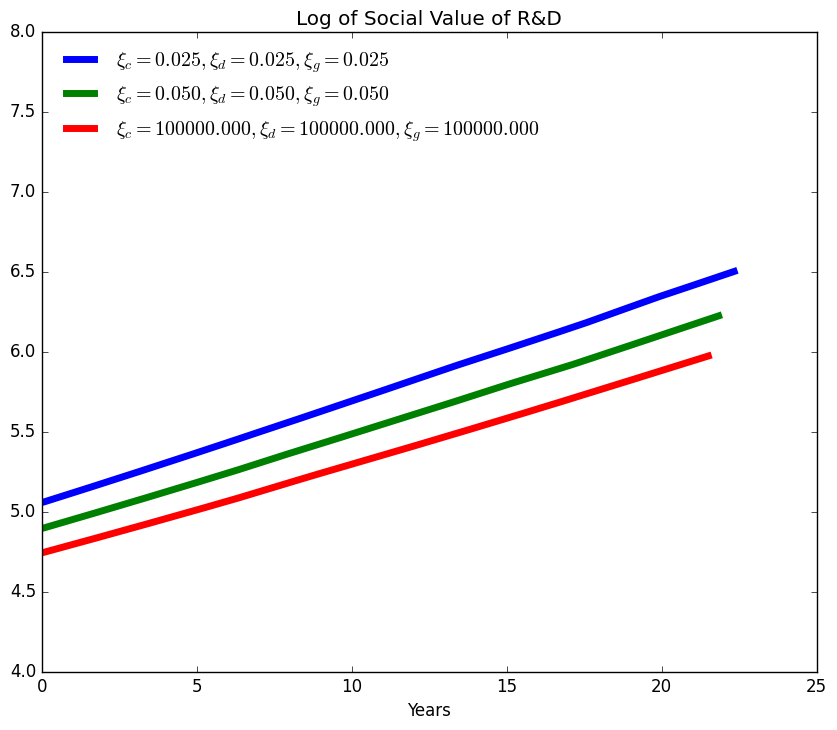 Log of Social Value of R&D
8.0
ξc = 0.025, ξd = 0.025, ξg = 0.025
ξc = 0.050, ξd = 0.050, ξg = 0.050
7.5
ξc = 100000.000, ξd = 100000.000, ξg = 100000.000
7.0
6.5
6.0
5.5
5.0
4.5
4.0
0 5 10 15 20 25
Years